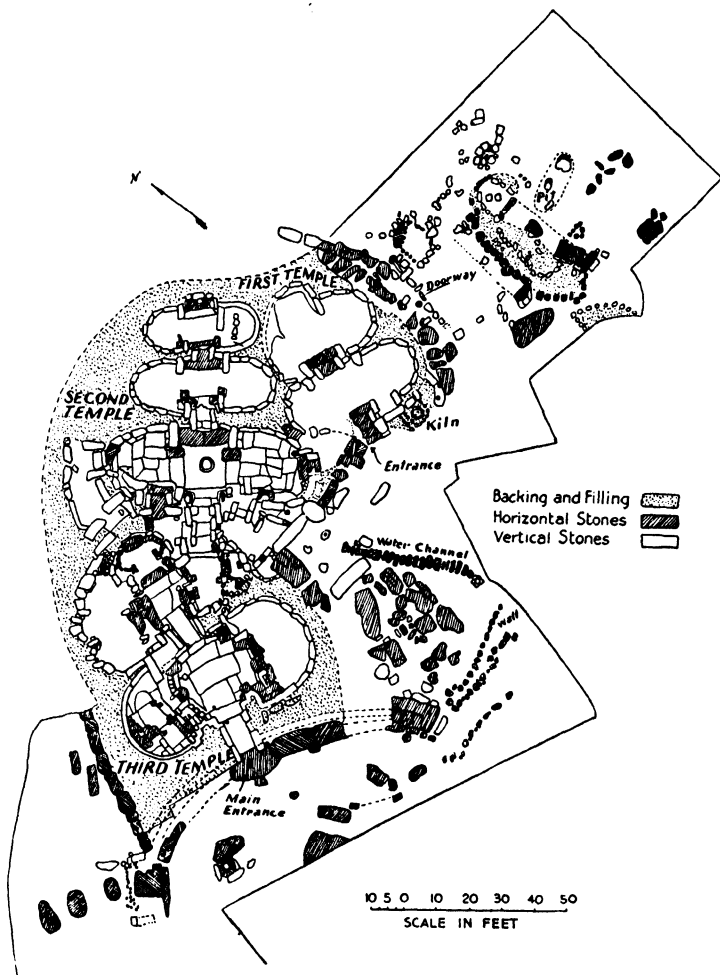 N
Pit
FIRST TEMPLE
Doorway
SECOND
TEMPLE
Kiln
Entrance
Backing and Filling
Horizontal Stones
Vertical Stones
Water Channel
Wall
THIRD TEMPLE
Main
Entrance
10 5 0 10 20 30 40 50
SCALE IN FEET